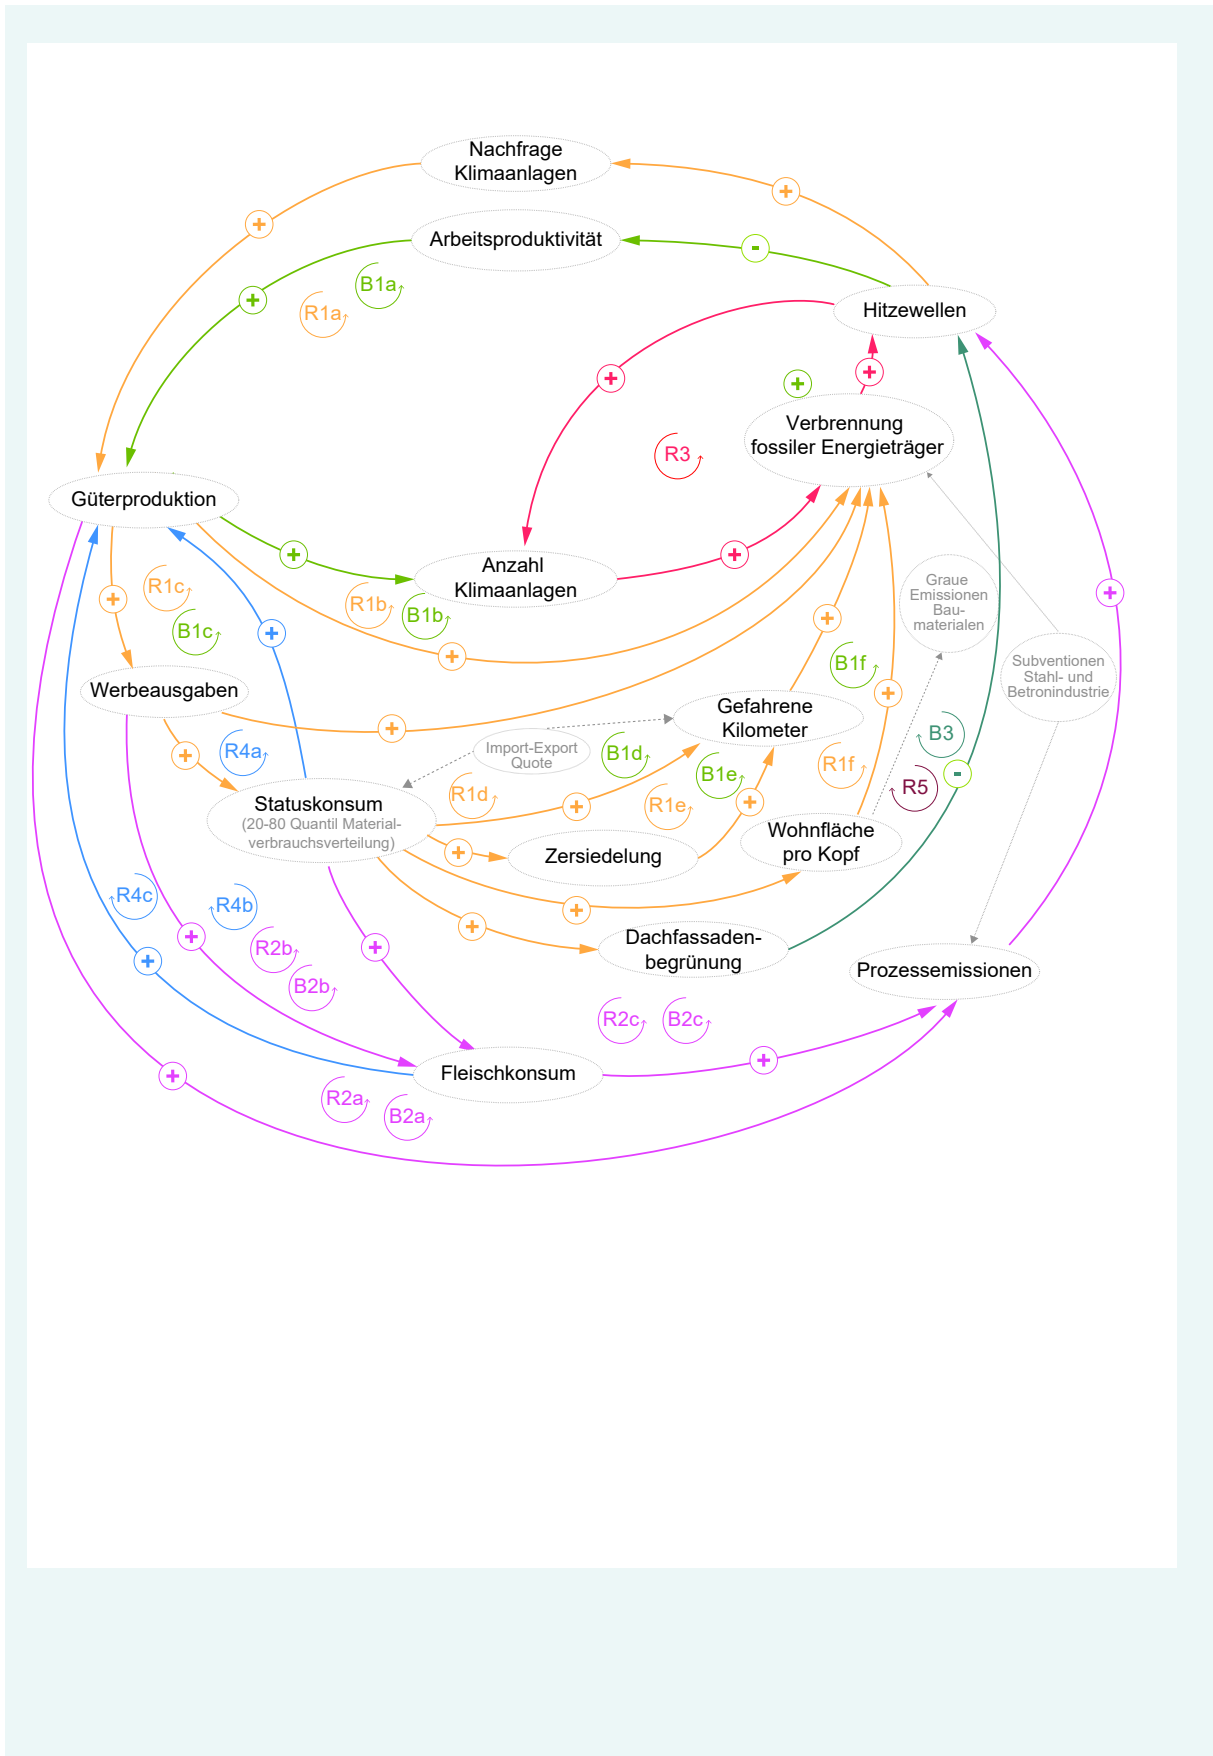 Nachfrage
Klimaanlagen
+
+
Arbeitsproduktivität
-
B1a
+
R1a
Hitzewellen
+
+
+
Verbrennung
fossiler Energieträger
R3
Güterproduktion
+
+
Anzahl
Klimaanlagen
Graue
Emissionen
Bau-
materialen
+
R1c
+
R1b
B1b
B1c
+
+
+
B1f
Subventionen
Stahl- und
Betronindustrie
Werbeausgaben
+
Gefahrene
Kilometer
+
R4a
+
Import-Export
Quote
B1d
B3
B1e
R1f
-
R5
Statuskonsum
(20-80 Quantil Material-
verbrauchsverteilung)
R1d
+
R1e
+
+
Zersiedelung
Wohnfläche
pro Kopf
R4c
R4b
+
+
+
R2b
+
+
B2b
Dachfassaden-
begrünung
Prozessemissionen
R2c
B2c
+
Fleischkonsum
+
R2a
B2a